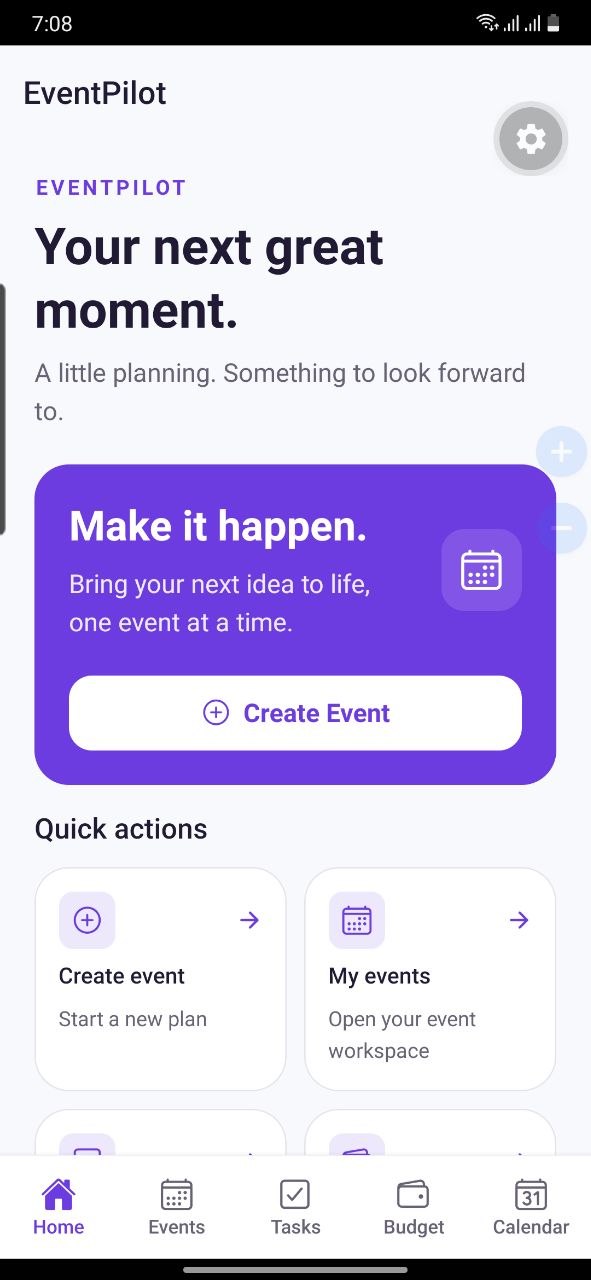 7:08
EventPilot
EVENTPILOT
Your next great
moment.
A little planning. Something to look forward
to.
Make it happen.
Bring your next idea to life,
one event at a time.
Create Event
Quick actions
Create event
Start a new plan
My events
Open your event
workspace
31
Home
Events
Tasks
Budget
Calendar